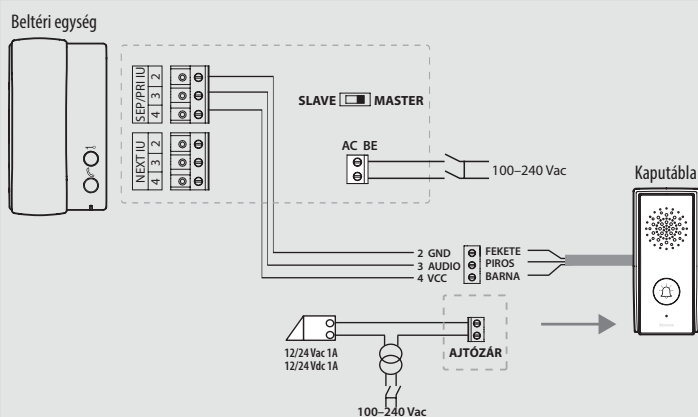 Beltéri egység
SEP/PRI IU
2
3
4
NEXT IU
2
3
4
SLAVE MASTER
AC BE
100–240 Vac
Kaputábla
2 GND FEKETE
3 AUDIO PIROS
4 VCC BARNA
12/24 Vac 1A
12/24 Vdc 1A
AJTÓZÁR
100–240 Vac